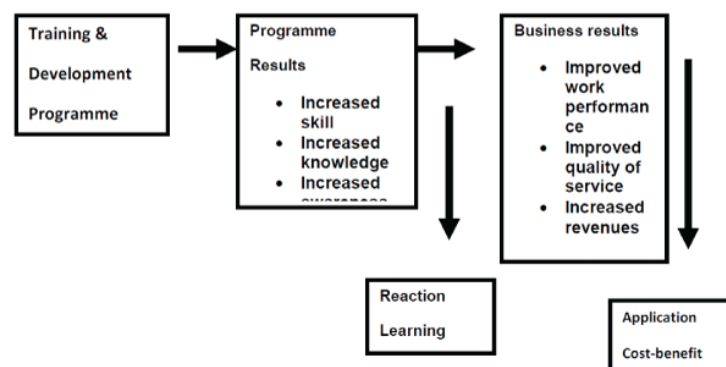 Training &
Development
Programme
Programme
Results
• Increased
skill
• Increased
knowledge
• Increased
awareness
Business results
• Improved
work
performan
ce
• Improved
quality of
service
• Increased
revenues
Reaction
Learning
Application
Cost-benefit